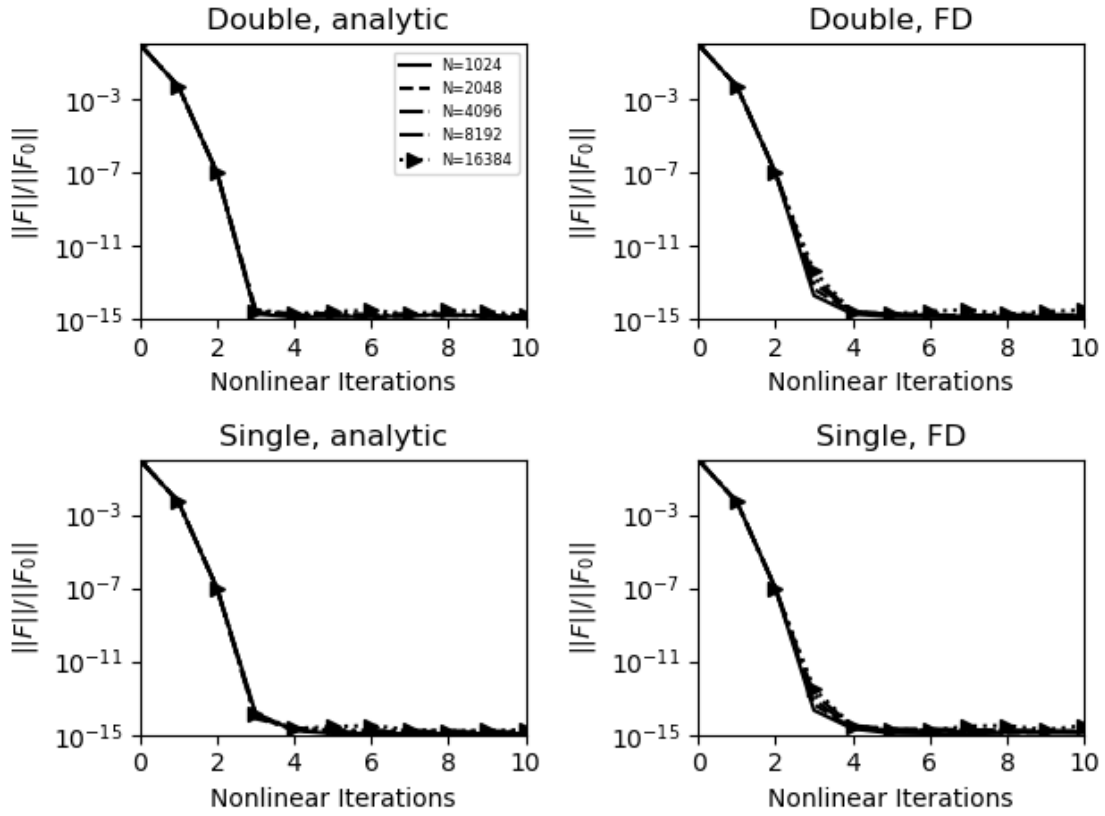 Double, analytic
||F||/||F₀||
10⁻³
10⁻⁷
10⁻¹¹
10⁻¹⁵
N=1024
N=2048
N=4096
N=8192
N=16384
0 2 4 6 8 10
Nonlinear Iterations
Double, FD
||F||/||F₀||
10⁻³
10⁻⁷
10⁻¹¹
10⁻¹⁵
0 2 4 6 8 10
Nonlinear Iterations
Single, analytic
||F||/||F₀||
10⁻³
10⁻⁷
10⁻¹¹
10⁻¹⁵
0 2 4 6 8 10
Nonlinear Iterations
Single, FD
||F||/||F₀||
10⁻³
10⁻⁷
10⁻¹¹
10⁻¹⁵
0 2 4 6 8 10
Nonlinear Iterations